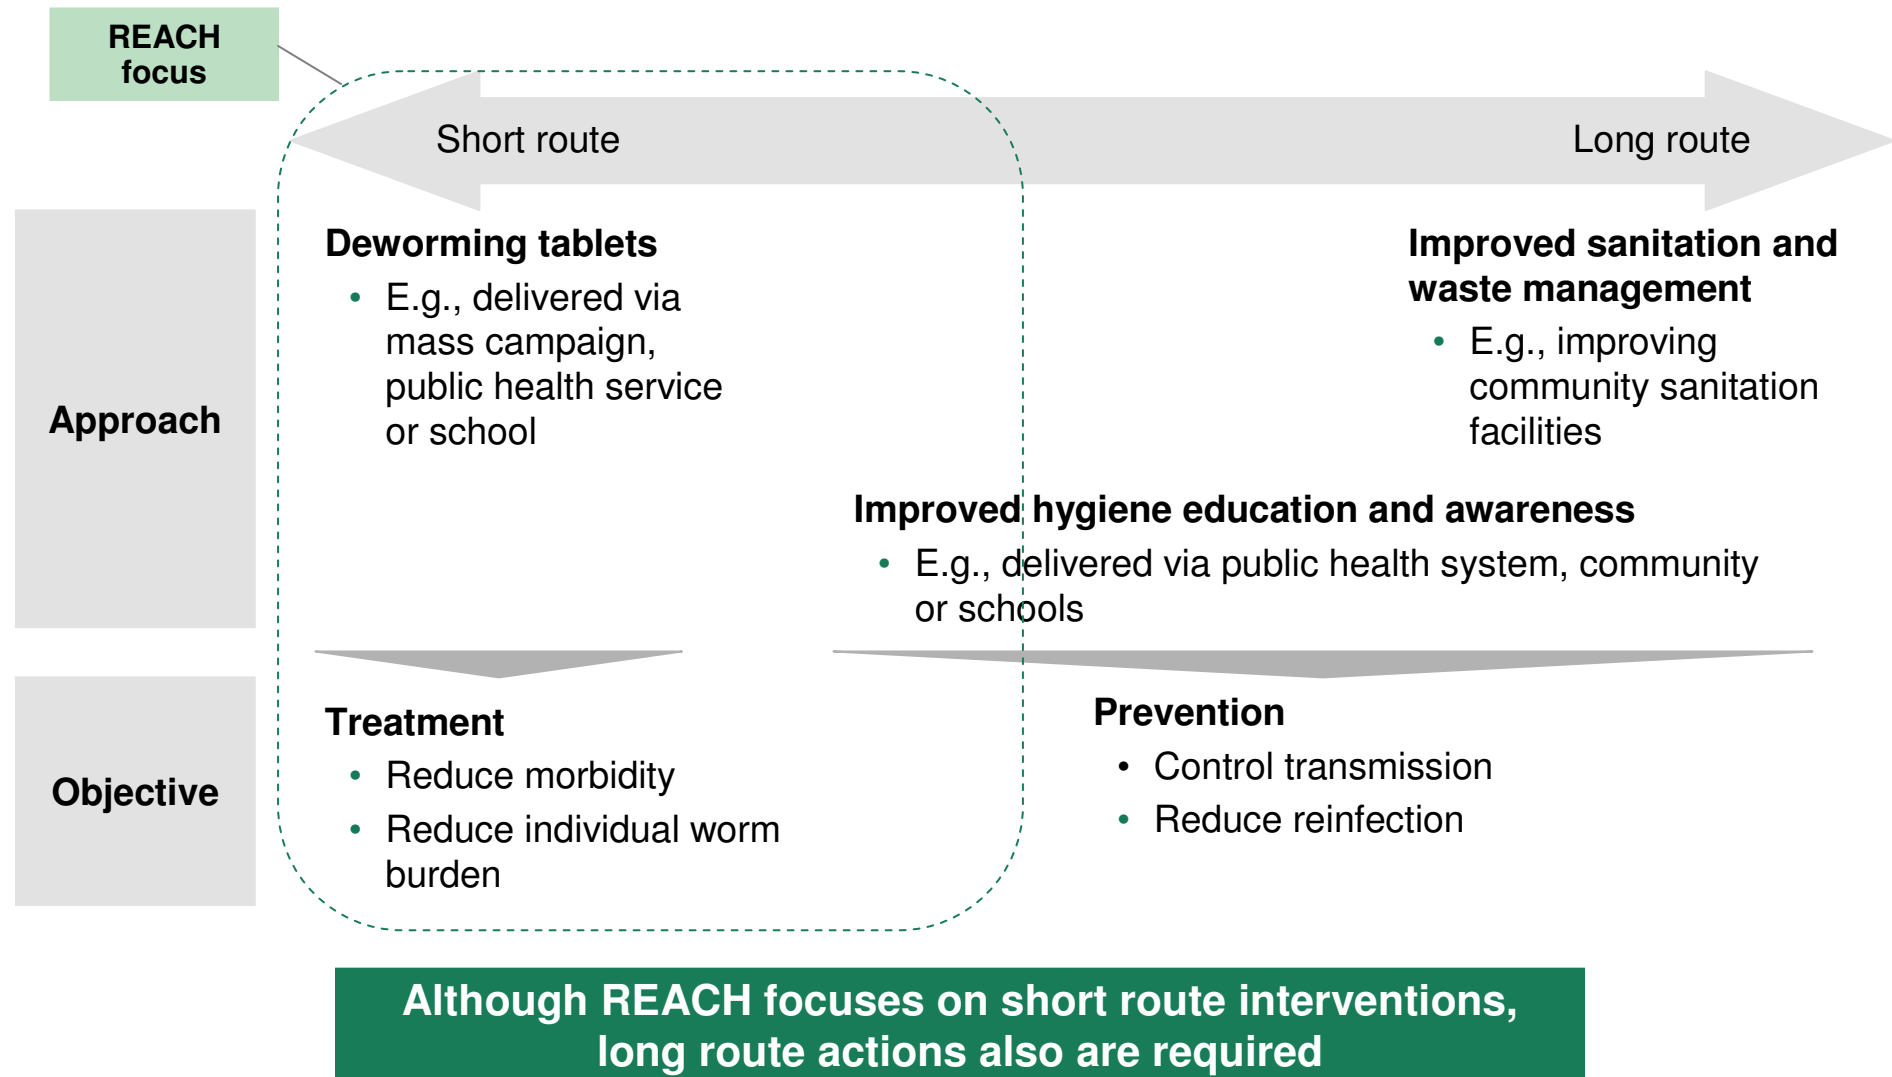 REACH
focus
Short route
Long route
Approach
Deworming tablets
• E.g., delivered via
mass campaign,
public health service
or school
Improved sanitation and
waste management
• E.g., improving
community sanitation
facilities
Improved hygiene education and awareness
• E.g., delivered via public health system, community
or schools
Objective
Treatment
• Reduce morbidity
• Reduce individual worm
burden
Prevention
• Control transmission
• Reduce reinfection
Although REACH focuses on short route interventions,
long route actions also are required